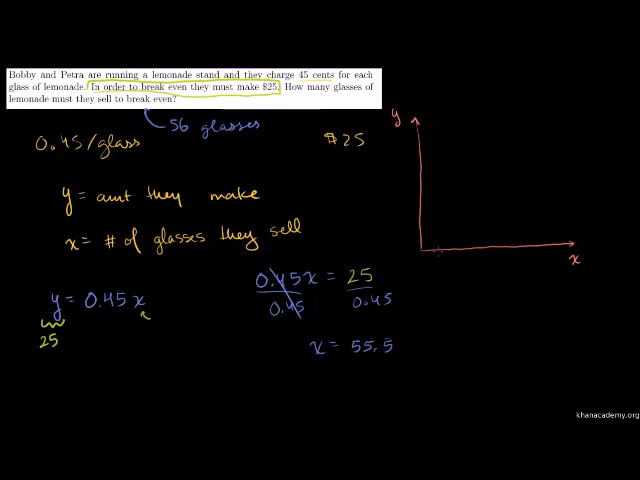 Bobby and Petra are running a lemonade stand and they charge 45 cents for each
glass of lemonade. In order to break even they must make $25. How many glasses of
lemonade must they sell to break even?
56 glasses
0.45/glass
$25
y = amt they make
x = # of glasses they sell
y = 0.45 x
25
0.45x = 25
0.45 0.45
x = 55.5
y
x
khanacademy.org